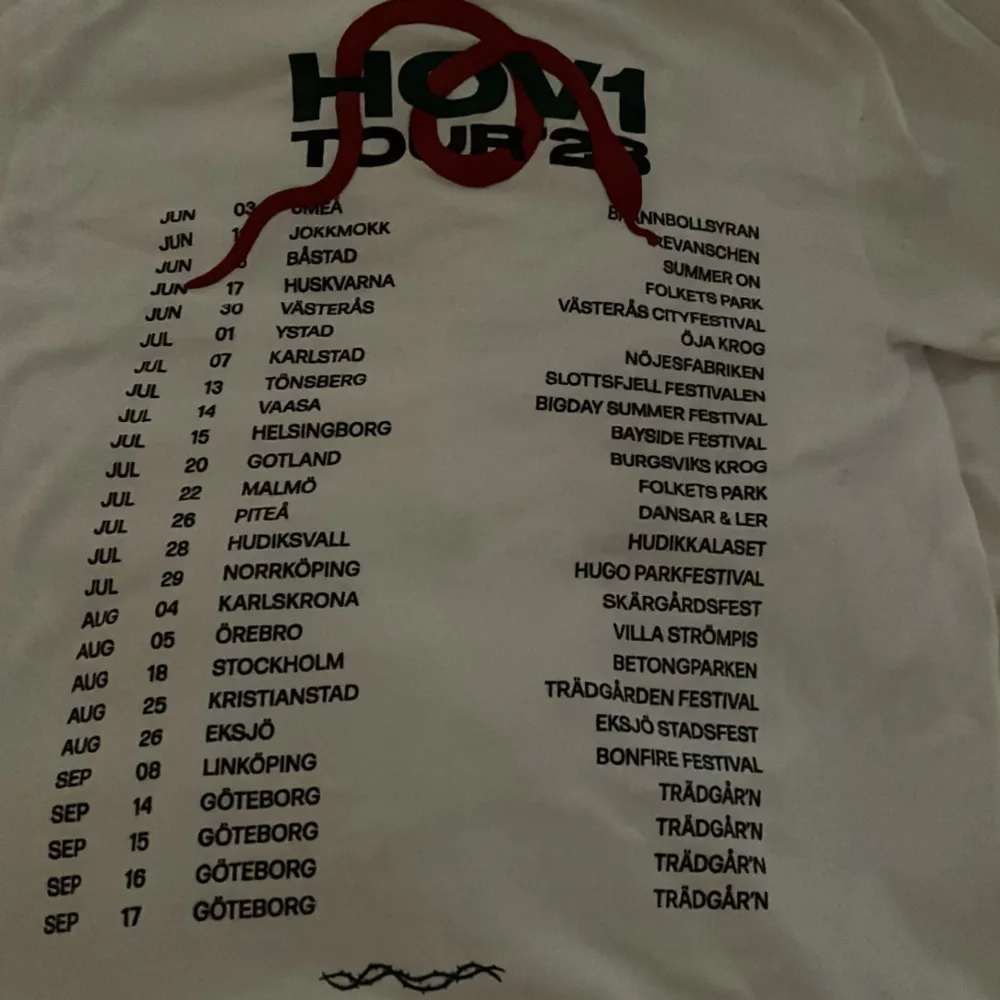 HOV1
TOUR '23
JUN 03 UMEÅ BRÄNNBOLLSYRAN
JUN JOKKMOKK REVANSCHEN
JUN BÅSTAD SUMMER ON
JUN 17 HUSKVARNA FOLKETS PARK
JUN 30 VÄSTERÅS VÄSTERÅS CITYFESTIVAL
JUL 01 YSTAD ÖJA KROG
JUL 07 KARLSTAD NÖJESFABRIKEN
JUL 13 TÖNSBERG SLOTTSFJELL FESTIVALEN
JUL 14 VAASA BIGDAY SUMMER FESTIVAL
JUL 15 HELSINGBORG BAYSIDE FESTIVAL
JUL 20 GOTLAND BURGSVIKS KROG
JUL 22 MALMÖ FOLKETS PARK
JUL 26 PITEÅ DANSAR & LER
JUL 28 HUDIKSVALL HUDIKKALASET
JUL 29 NORRKÖPING HUGO PARKFESTIVAL
AUG 04 KARLSKRONA SKÄRGÅRDSFEST
AUG 05 ÖREBRO VILLA STRÖMPIS
AUG 18 STOCKHOLM BETONGPARKEN
AUG 25 KRISTIANSTAD TRÄDGÅRDEN FESTIVAL
AUG 26 EKSJÖ EKSJÖ STADSFEST
SEP 08 LINKÖPING BONFIRE FESTIVAL
SEP 14 GÖTEBORG TRÄDGÅR'N
SEP 15 GÖTEBORG TRÄDGÅR'N
SEP 16 GÖTEBORG TRÄDGÅR'N
SEP 17 GÖTEBORG TRÄDGÅR'N